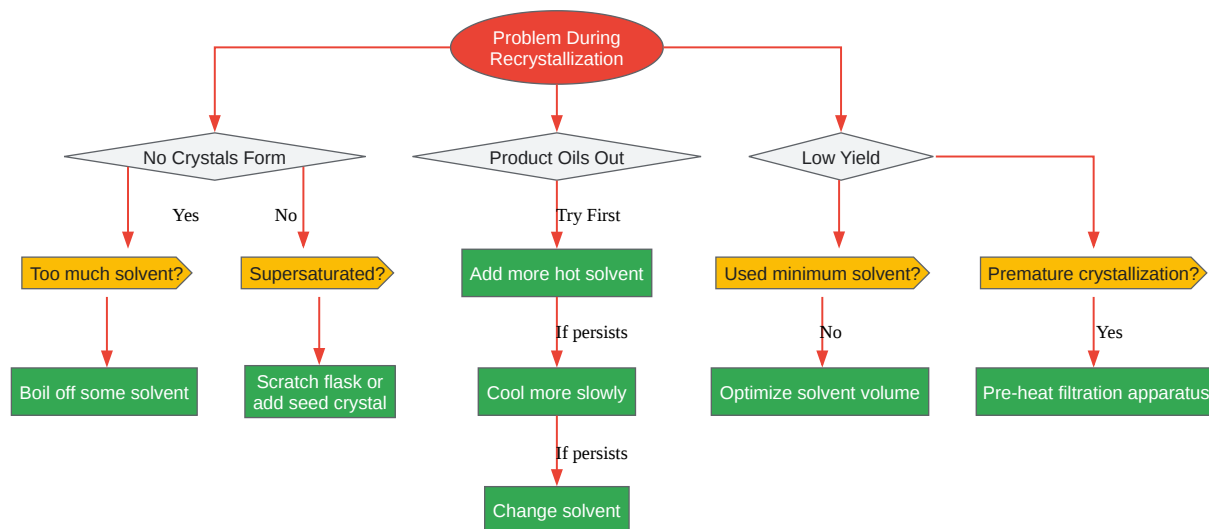 Problem During
Recrystallization
No Crystals Form
Product Oils Out
Low Yield
Yes
No
Try First
Too much solvent?
Supersaturated?
Add more hot solvent
Used minimum solvent?
Premature crystallization?
If persists
No
Yes
Boil off some solvent
Scratch flask or
add seed crystal
Cool more slowly
Optimize solvent volume
Pre-heat filtration apparatus
If persists
Change solvent